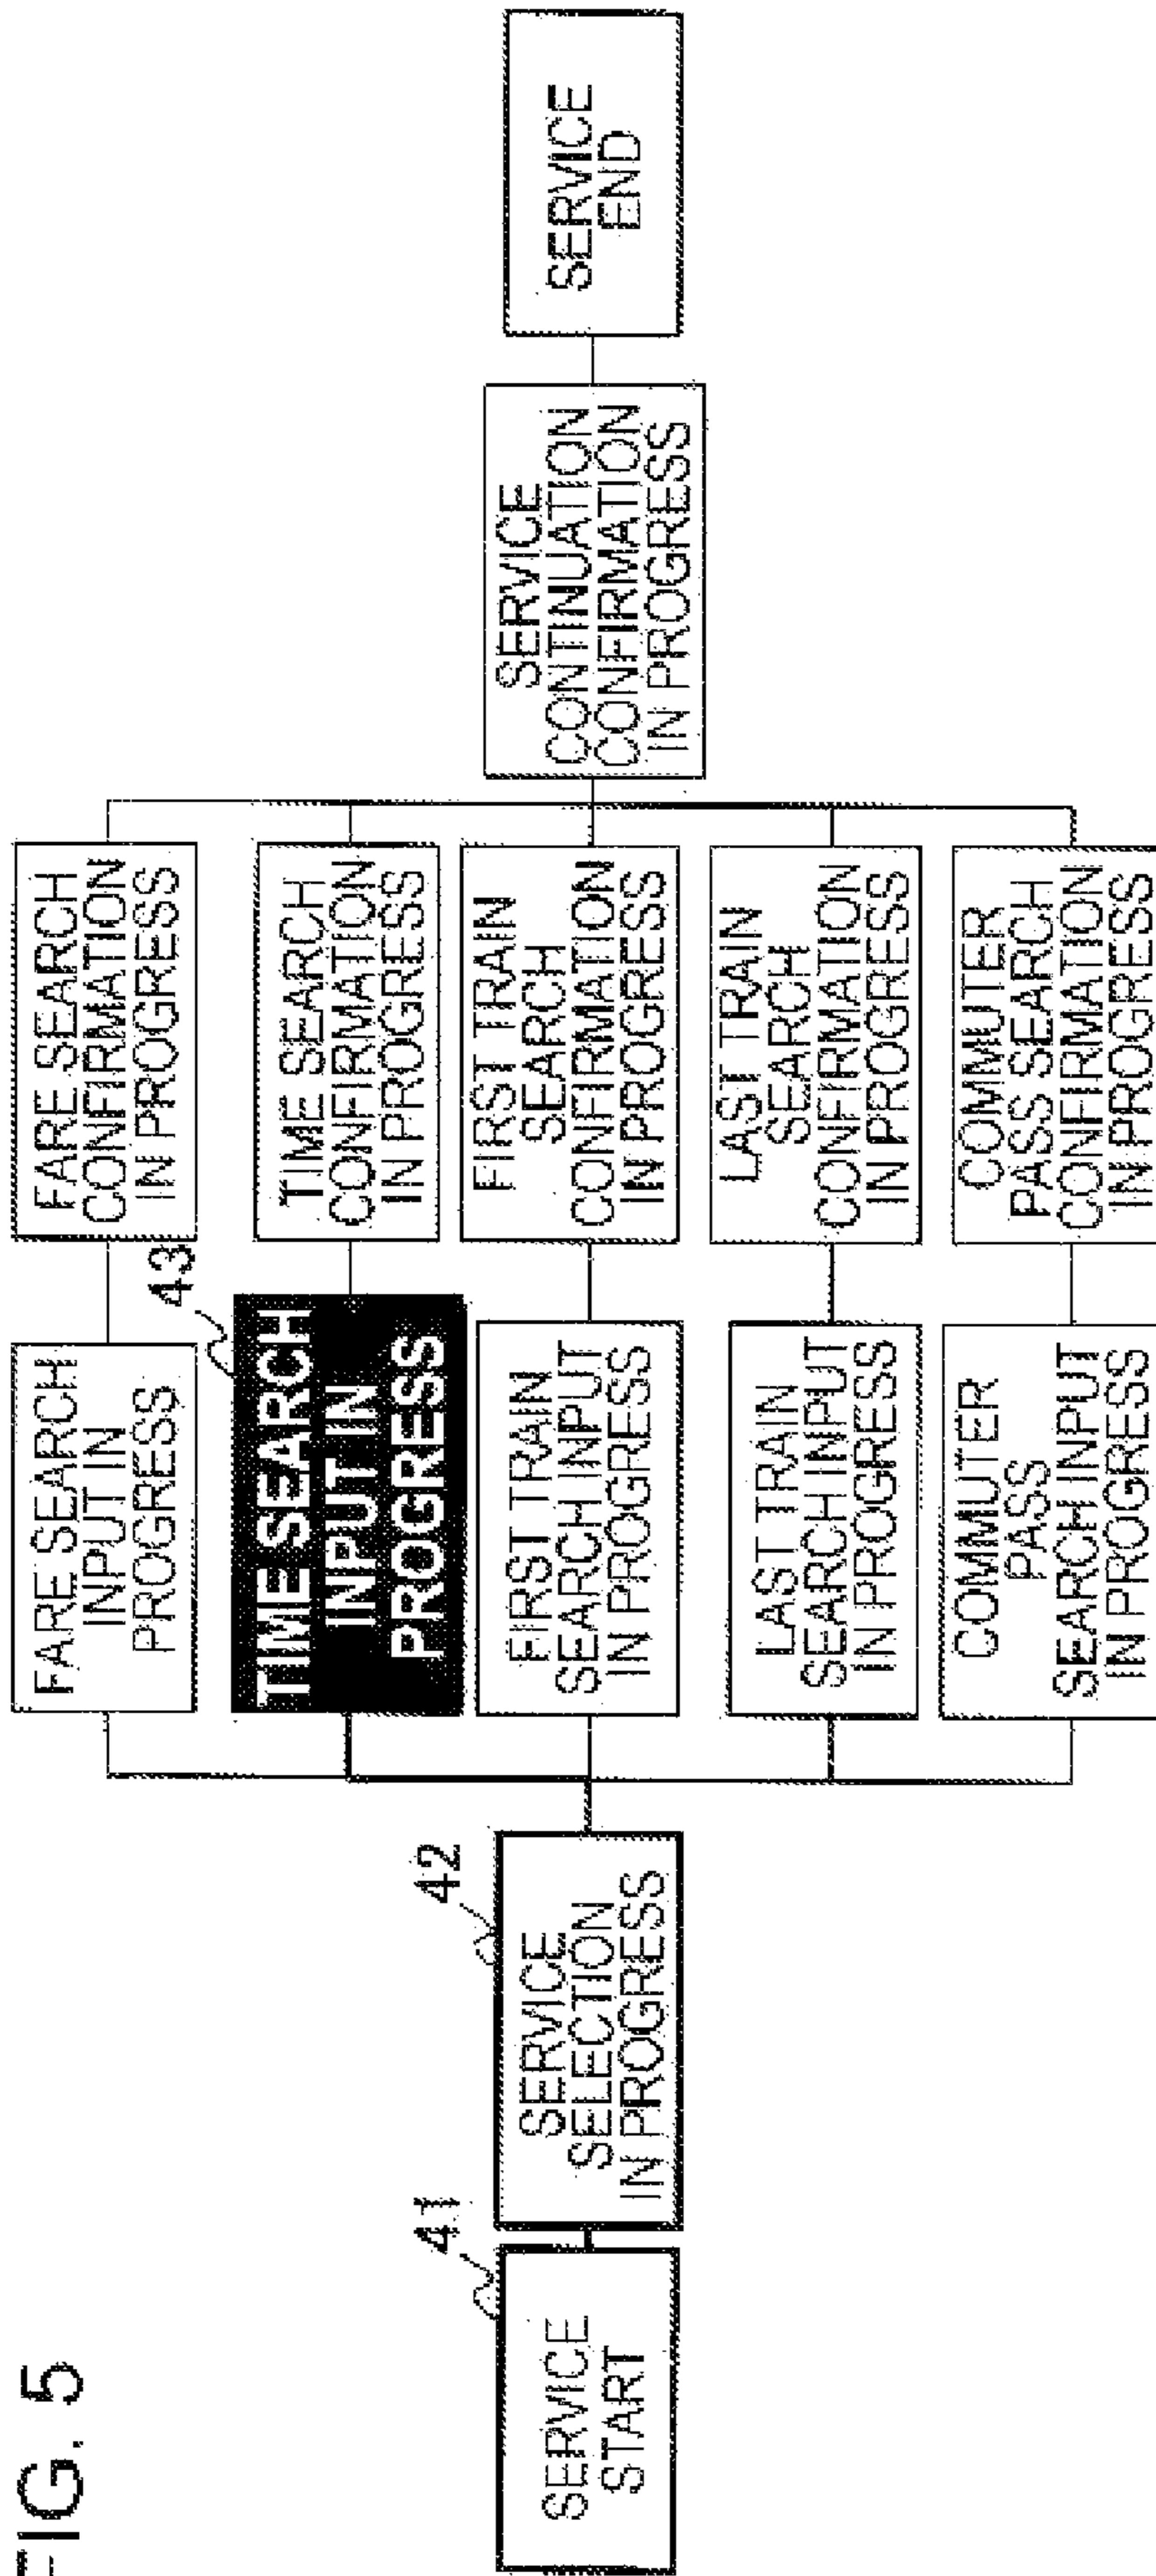 FIG. 5
41
SERVICE
START
42
SERVICE
SELECTION
IN PROGRESS
FARE SEARCH
INPUT IN
PROGRESS
43
TIME SEARCH
INPUT IN
PROGRESS
FIRST TRAIN
SEARCH INPUT
IN PROGRESS
LAST TRAIN
SEARCH INPUT
IN PROGRESS
COMMUTER
PASS
SEARCH INPUT
IN PROGRESS
FARE SEARCH
CONFIRMATION
IN PROGRESS
TIME SEARCH
CONFIRMATION
IN PROGRESS
FIRST TRAIN
SEARCH
CONFIRMATION
IN PROGRESS
LAST TRAIN
SEARCH
CONFIRMATION
IN PROGRESS
COMMUTER
PASS SEARCH
CONFIRMATION
IN PROGRESS
SERVICE
CONTINUATION
CONFIRMATION
IN PROGRESS
SERVICE
END